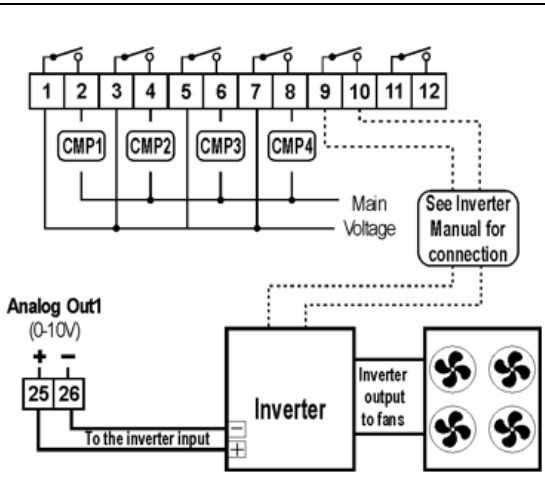 1 2 3 4 5 6 7 8 9 10 11 12
CMP1 CMP2 CMP3 CMP4
Main
Voltage
See Inverter
Manual for
connection
Analog Out1
(0-10V)
+ −
25 26
To the inverter input
−
+
Inverter
Inverter
output
to fans